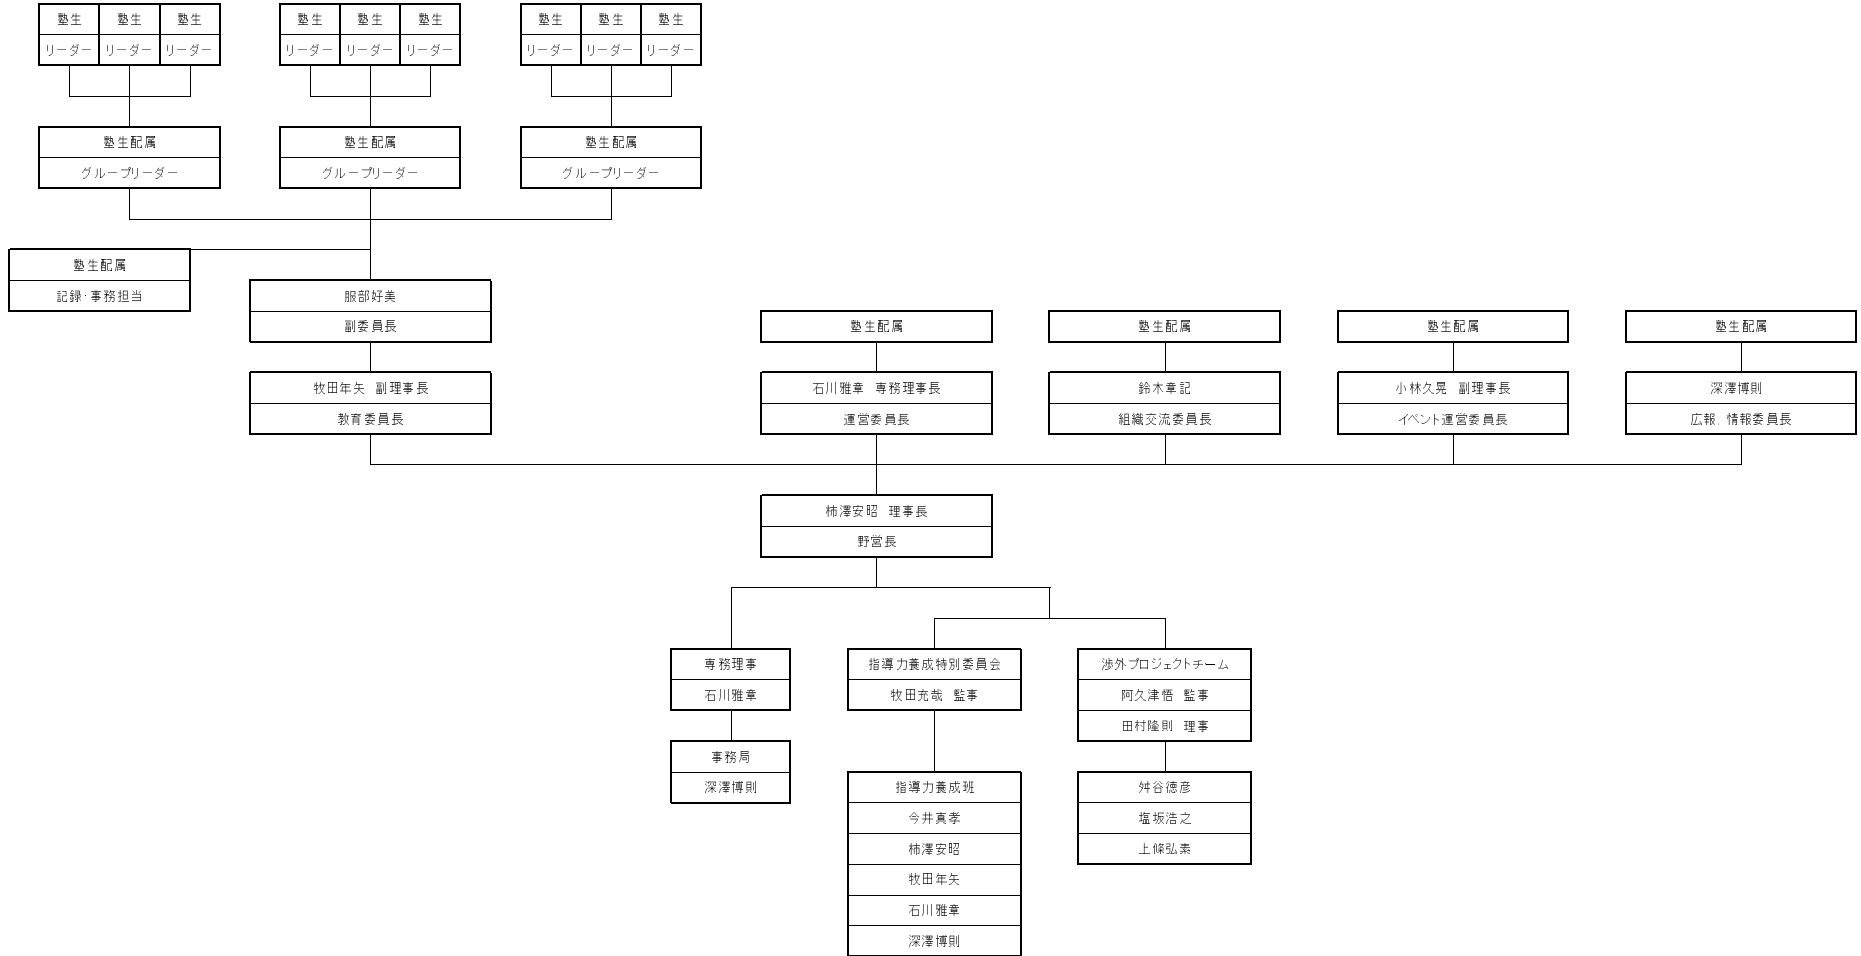 塾生 塾生 塾生 塾生 塾生 塾生 塾生 塾生 塾生
リーダー リーダー リーダー リーダー リーダー リーダー リーダー リーダー リーダー
塾生配属 塾生配属 塾生配属
グループリーダー グループリーダー グループリーダー
塾生配属
記録・事務担当
服部好美
副委員長
塾生配属 塾生配属 塾生配属 塾生配属
牧田年矢 副理事長 石川雅章 専務理事長 鈴木章記 小林久晃 副理事長 深澤博則
教育委員長 運営委員長 組織交流委員長 イベント運営委員長 広報．情報委員長
柿澤安昭 理事長
野営長
専務理事
石川雅章
事務局
深澤博則
指導力養成特別委員会
牧田充哉 監事
指導力養成班
今井真孝
柿澤安昭
牧田年矢
石川雅章
深澤博則
渉外プロジェクトチーム
阿久津悟 監事
田村隆則 理事
舛谷徳彦
塩坂浩之
上條弘素